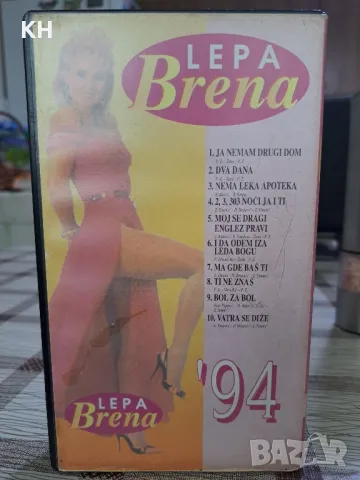 KH
LEPA
Brena
1. JA NEMAM DRUGI DOM
2. DVA DANA
3. NEMA LEKA APOTEKA
4. 2, 3, 303 NOĆI JA I TI
5. MOJ SE DRAGI
ENGLEZ PRAVI
6. I DA ODEM IZA
LEĐA BOGU
7. MA GDE BAŠ TI
8. TI NE ZNAŠ
9. BOL ZA BOL
10. VATRA SE DIŽE
'94
LEPA
Brena
bazar